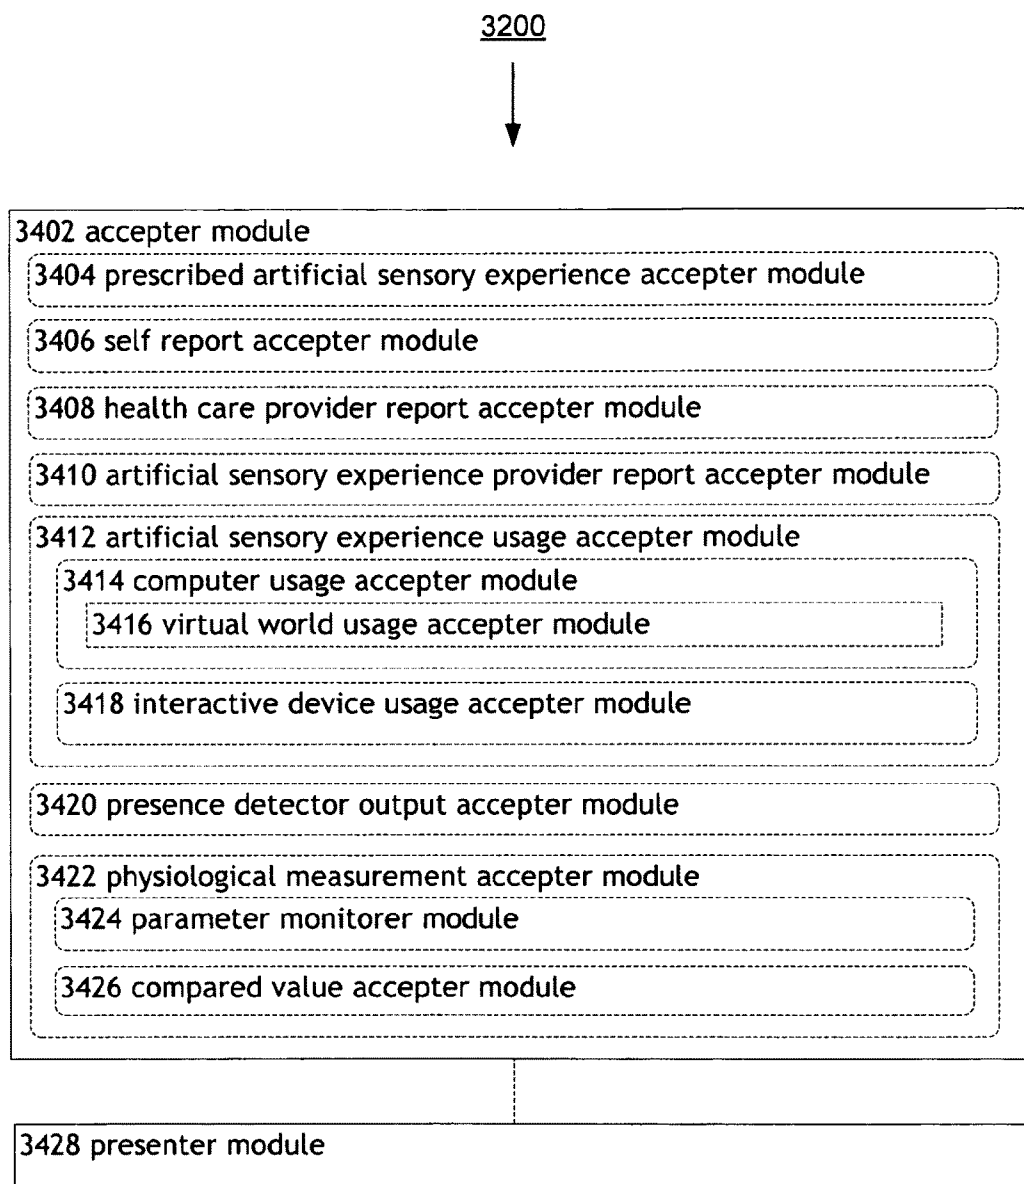 3200
3402 accepter module
3404 prescribed artificial sensory experience accepter module
3406 self report accepter module
3408 health care provider report accepter module
3410 artificial sensory experience provider report accepter module
3412 artificial sensory experience usage accepter module
3414 computer usage accepter module
3416 virtual world usage accepter module
3418 interactive device usage accepter module
3420 presence detector output accepter module
3422 physiological measurement accepter module
3424 parameter monitorer module
3426 compared value accepter module
3428 presenter module